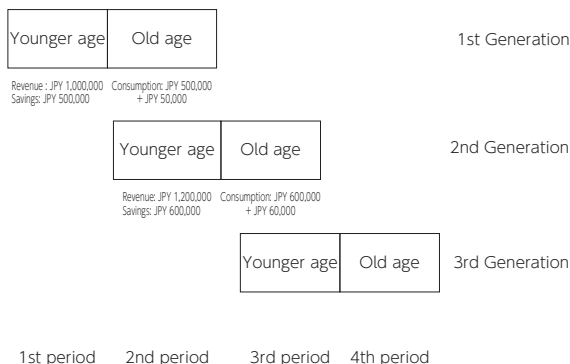 Younger age Old age 1st Generation
Revenue : JPY 1,000,000 Consumption: JPY 500,000
Savings: JPY 500,000 + JPY 50,000
Younger age Old age 2nd Generation
Revenue: JPY 1,200,000 Consumption: JPY 600,000
Savings: JPY 600,000 + JPY 60,000
Younger age Old age 3rd Generation
1st period 2nd period 3rd period 4th period